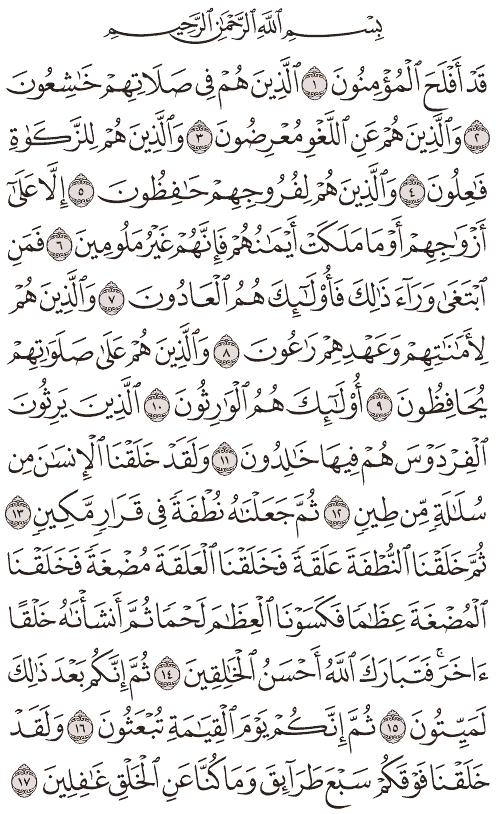 بِسْمِ ٱللَّهِ ٱلرَّحْمَٰنِ ٱلرَّحِيمِ
قَدْ أَفْلَحَ ٱلْمُؤْمِنُونَ ١ ٱلَّذِينَ هُمْ فِى صَلَاتِهِمْ خَٰشِعُونَ
٢ وَٱلَّذِينَ هُمْ عَنِ ٱللَّغْوِ مُعْرِضُونَ ٣ وَٱلَّذِينَ هُمْ لِلزَّكَوٰةِ
فَٰعِلُونَ ٤ وَٱلَّذِينَ هُمْ لِفُرُوجِهِمْ حَٰفِظُونَ ٥ إِلَّا عَلَىٰٓ
أَزْوَٰجِهِمْ أَوْ مَا مَلَكَتْ أَيْمَٰنُهُمْ فَإِنَّهُمْ غَيْرُ مَلُومِينَ ٦ فَمَنِ
ٱبْتَغَىٰ وَرَآءَ ذَٰلِكَ فَأُو۟لَٰٓئِكَ هُمُ ٱلْعَادُونَ ٧ وَٱلَّذِينَ هُمْ
لِأَمَٰنَٰتِهِمْ وَعَهْدِهِمْ رَٰعُونَ ٨ وَٱلَّذِينَ هُمْ عَلَىٰ صَلَوَٰتِهِمْ
يُحَافِظُونَ ٩ أُو۟لَٰٓئِكَ هُمُ ٱلْوَٰرِثُونَ ١٠ ٱلَّذِينَ يَرِثُونَ
ٱلْفِرْدَوْسَ هُمْ فِيهَا خَٰلِدُونَ ١١ وَلَقَدْ خَلَقْنَا ٱلْإِنسَٰنَ مِن
سُلَٰلَةٍ مِّن طِينٍ ١٢ ثُمَّ جَعَلْنَٰهُ نُطْفَةً فِى قَرَارٍ مَّكِينٍ ١٣
ثُمَّ خَلَقْنَا ٱلنُّطْفَةَ عَلَقَةً فَخَلَقْنَا ٱلْعَلَقَةَ مُضْغَةً فَخَلَقْنَا
ٱلْمُضْغَةَ عِظَٰمًا فَكَسَوْنَا ٱلْعِظَٰمَ لَحْمًا ثُمَّ أَنشَأْنَٰهُ خَلْقًا
ءَاخَرَ ۚ فَتَبَارَكَ ٱللَّهُ أَحْسَنُ ٱلْخَٰلِقِينَ ١٤ ثُمَّ إِنَّكُم بَعْدَ ذَٰلِكَ
لَمَيِّتُونَ ١٥ ثُمَّ إِنَّكُمْ يَوْمَ ٱلْقِيَٰمَةِ تُبْعَثُونَ ١٦ وَلَقَدْ
خَلَقْنَا فَوْقَكُمْ سَبْعَ طَرَآئِقَ وَمَا كُنَّا عَنِ ٱلْخَلْقِ غَٰفِلِينَ ١٧